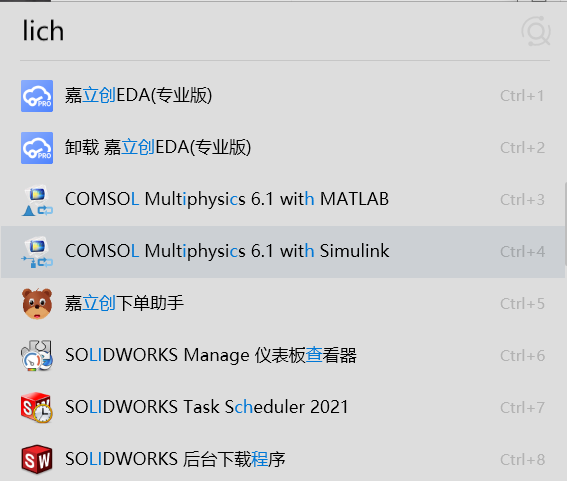 lich
嘉立创EDA(专业版) Ctrl+1
卸载 嘉立创EDA(专业版) Ctrl+2
COMSOL Multiphysics 6.1 with MATLAB Ctrl+3
COMSOL Multiphysics 6.1 with Simulink Ctrl+4
嘉立创下单助手 Ctrl+5
SOLIDWORKS Manage 仪表板查看器 Ctrl+6
SOLIDWORKS Task Scheduler 2021 Ctrl+7
SOLIDWORKS 后台下载程序 Ctrl+8